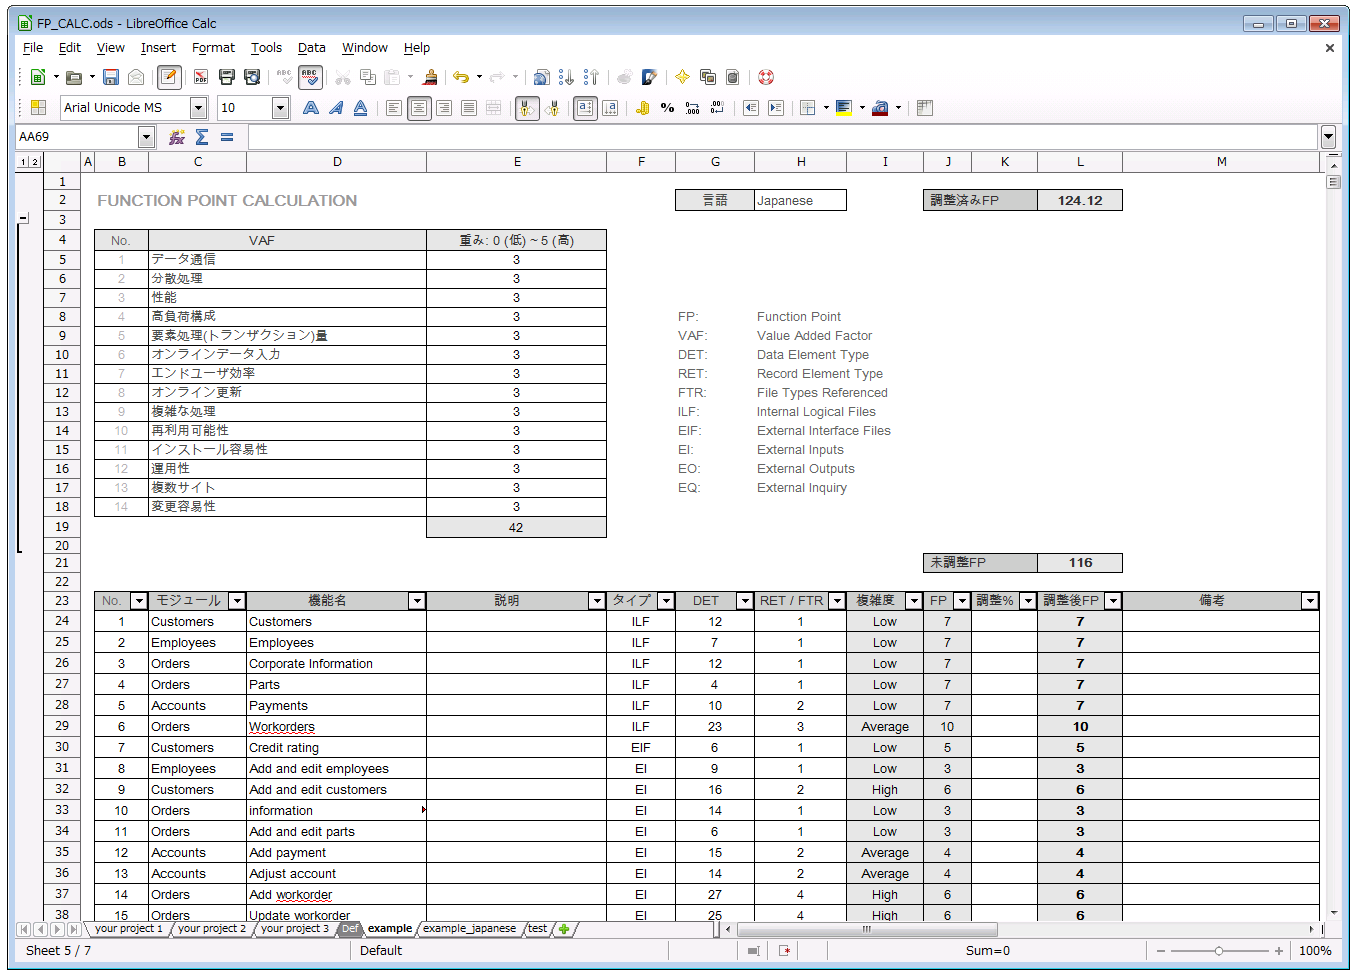 FP_CALC.ods - LibreOffice Calc
File Edit View Insert Format Tools Data Window Help
Arial Unicode MS 10
AA69
1 2 A B C D E F G H I J K L M
1
2 FUNCTION POINT CALCULATION 言語 Japanese 調整済みFP 124.12
3
4 No. VAF 重み: 0 (低) ~ 5 (高)
5 1 データ通信 3
6 2 分散処理 3
7 3 性能 3
8 4 高負荷構成 3 FP: Function Point
9 5 要素処理(トランザクション)量 3 VAF: Value Added Factor
10 6 オンラインデータ入力 3 DET: Data Element Type
11 7 エンドユーザ効率 3 RET: Record Element Type
12 8 オンライン更新 3 FTR: File Types Referenced
13 9 複雑な処理 3 ILF: Internal Logical Files
14 10 再利用可能性 3 EIF: External Interface Files
15 11 インストール容易性 3 EI: External Inputs
16 12 運用性 3 EO: External Outputs
17 13 複数サイト 3 EQ: External Inquiry
18 14 変更容易性 3
19 42
20
21 未調整FP 116
22
23 No. モジュール 機能名 説明 タイプ DET RET / FTR 複雑度 FP 調整% 調整後FP 備考
24 1 Customers Customers ILF 12 1 Low 7 7
25 2 Employees Employees ILF 7 1 Low 7 7
26 3 Orders Corporate Information ILF 12 1 Low 7 7
27 4 Orders Parts ILF 4 1 Low 7 7
28 5 Accounts Payments ILF 10 2 Low 7 7
29 6 Orders Workorders ILF 23 3 Average 10 10
30 7 Customers Credit rating EIF 6 1 Low 5 5
31 8 Employees Add and edit employees EI 9 1 Low 3 3
32 9 Customers Add and edit customers EI 16 2 High 6 6
33 10 Orders information EI 14 1 Low 3 3
34 11 Orders Add and edit parts EI 6 1 Low 3 3
35 12 Accounts Add payment EI 15 2 Average 4 4
36 13 Accounts Adjust account EI 14 2 Average 4 4
37 14 Orders Add workorder EI 27 4 High 6 6
38 15 Orders Update workorder EI 25 4 High 6 6
your project 1 your project 2 your project 3 Def example example_japanese test
Sheet 5 / 7 Default Sum=0 100%